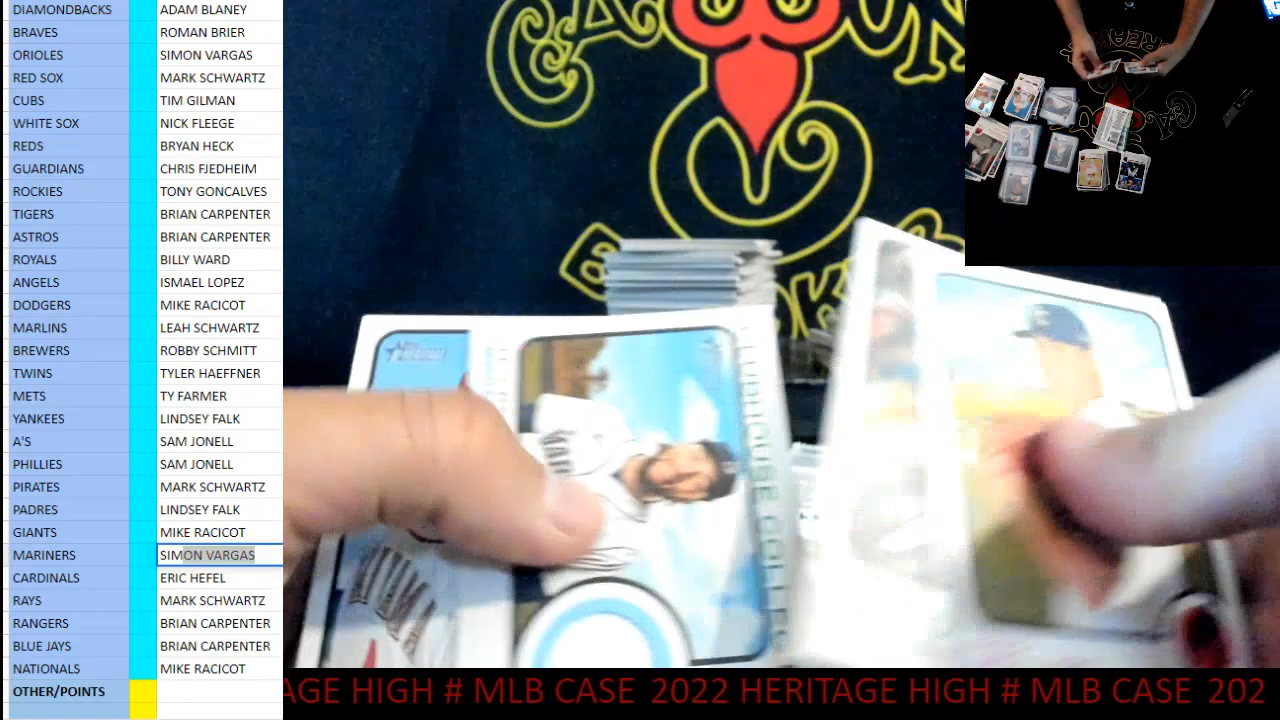 DIAMONDBACKS ADAM BLANEY
BRAVES ROMAN BRIER
ORIOLES SIMON VARGAS
RED SOX MARK SCHWARTZ
CUBS TIM GILMAN
WHITE SOX NICK FLEEGE
REDS BRYAN HECK
GUARDIANS CHRIS FJEDHEIM
ROCKIES TONY GONCALVES
TIGERS BRIAN CARPENTER
ASTROS BRIAN CARPENTER
ROYALS BILLY WARD
ANGELS ISMAEL LOPEZ
DODGERS MIKE RACICOT
MARLINS LEAH SCHWARTZ
BREWERS ROBBY SCHMITT
TWINS TYLER HAEFFNER
METS TY FARMER
YANKEES LINDSEY FALK
A'S SAM JONELL
PHILLIES SAM JONELL
PIRATES MARK SCHWARTZ
PADRES LINDSEY FALK
GIANTS MIKE RACICOT
MARINERS SIMON VARGAS
CARDINALS ERIC HEFEL
RAYS MARK SCHWARTZ
RANGERS BRIAN CARPENTER
BLUE JAYS BRIAN CARPENTER
NATIONALS MIKE RACICOT
OTHER/POINTS
AGE HIGH # MLB CASE 2022 HERITAGE HIGH # MLB CASE 202